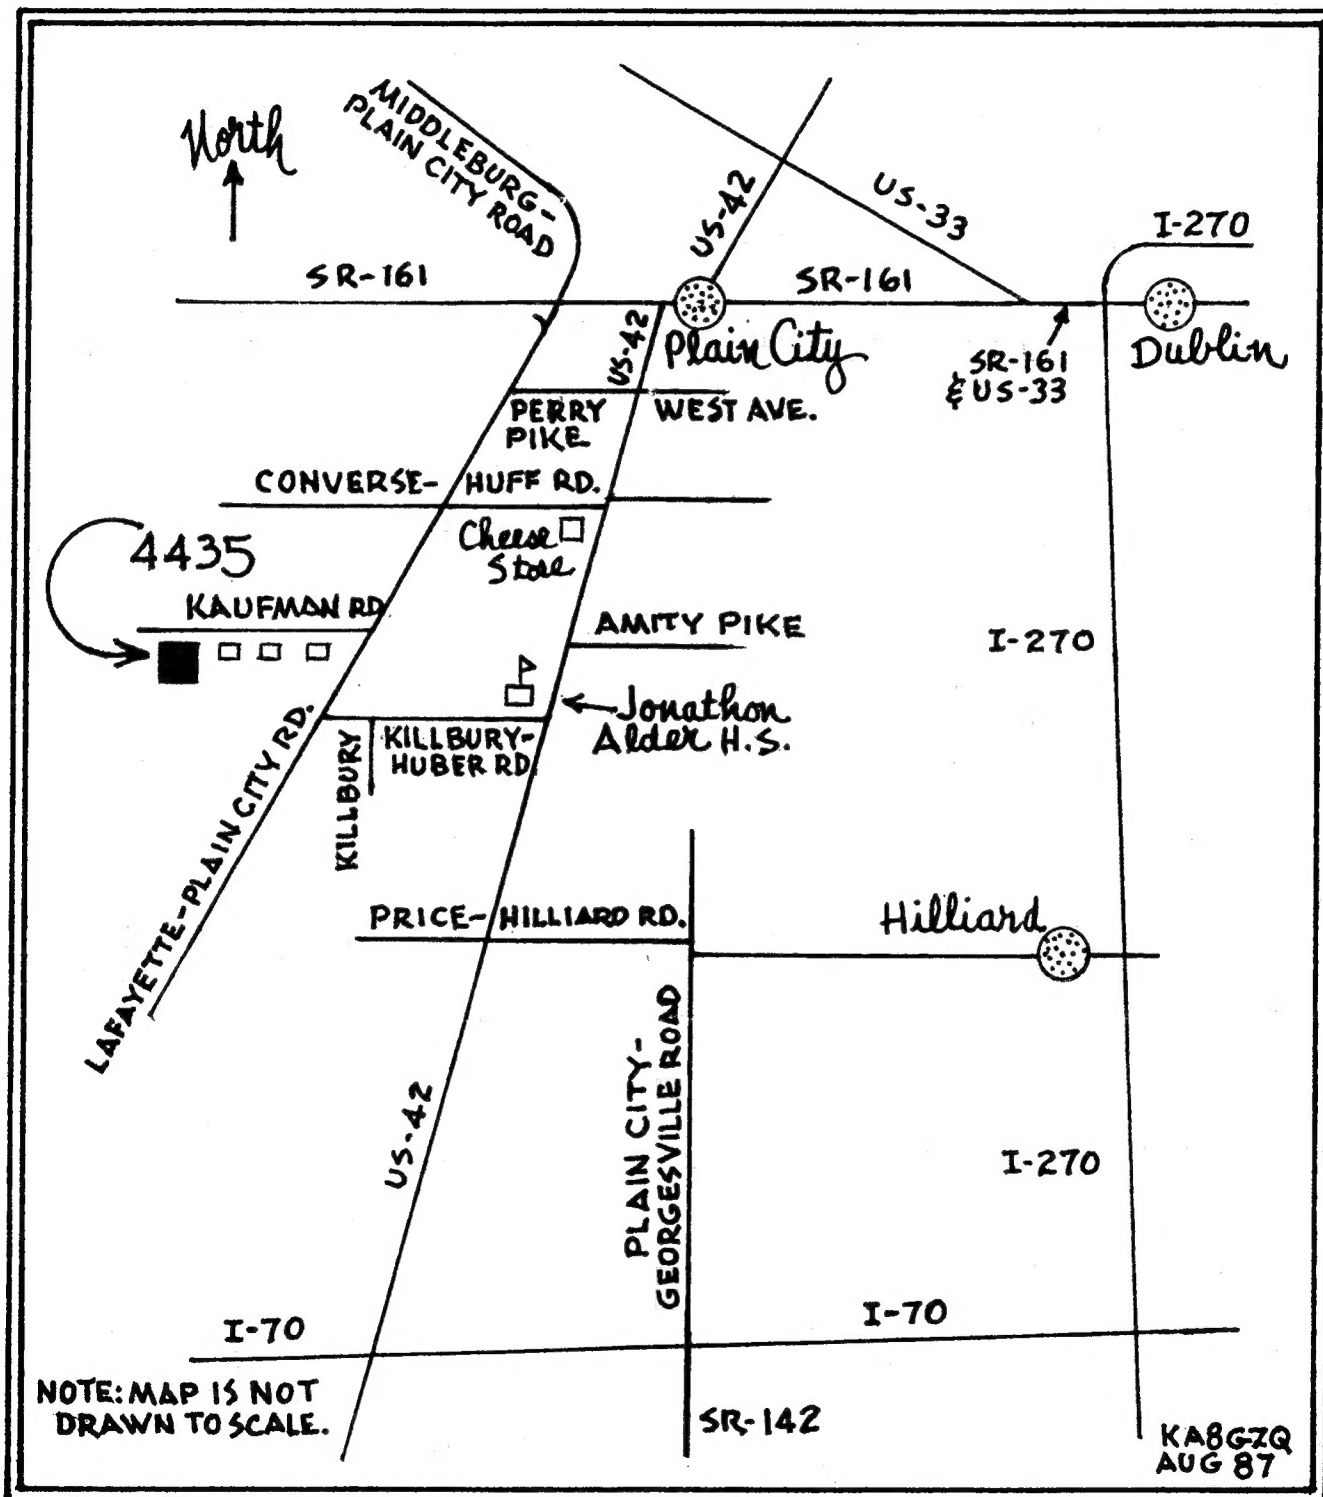 MIDDLEBURG-
PLAIN CITY ROAD
North
US-42
US-33
I-270
SR-161
SR-161
US-42
Plain City
SR-161
& US-33
Dublin
PERRY
PIKE
WEST AVE.
CONVERSE- HUFF RD.
Cheese
Store
4435
KAUFMAN RD
AMITY PIKE
I-270
Jonathon
Alder H.S.
KILLBURY-
HUBER RD.
KILLBURY
LAFAYETTE-PLAIN CITY RD.
PRICE- HILLIARD RD.
Hilliard
PLAIN CITY-
GEORGESVILLE ROAD
US-42
I-270
I-70
I-70
NOTE: MAP IS NOT
DRAWN TO SCALE.
SR-142
KA8GZQ
AUG 87